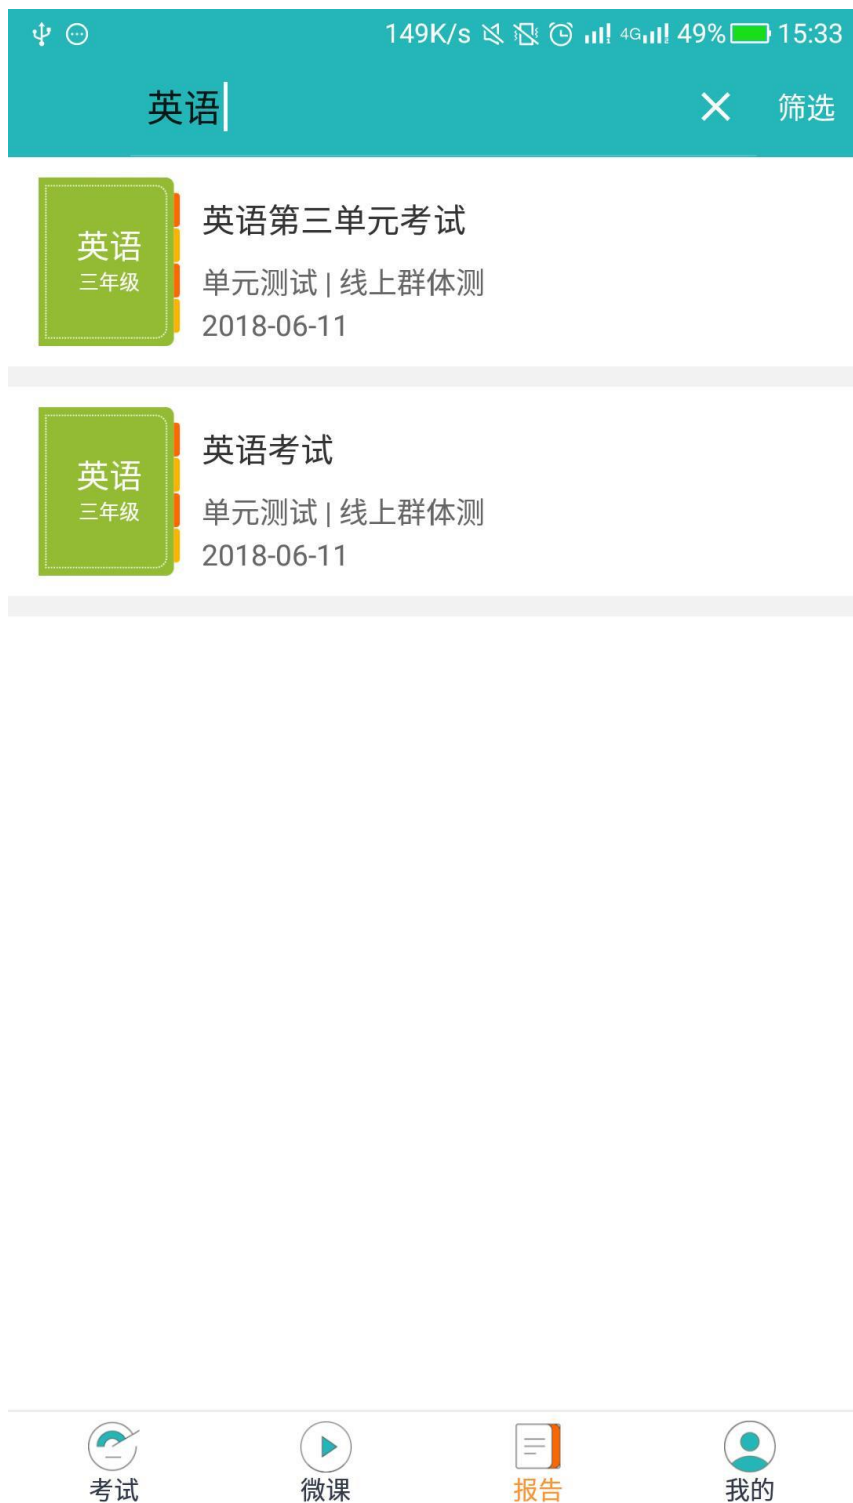 149K/s 4G 49% 15:33
英语 筛选
英语
三年级
英语第三单元考试
单元测试 | 线上群体测
2018-06-11
英语
三年级
英语考试
单元测试 | 线上群体测
2018-06-11
考试 微课 报告 我的